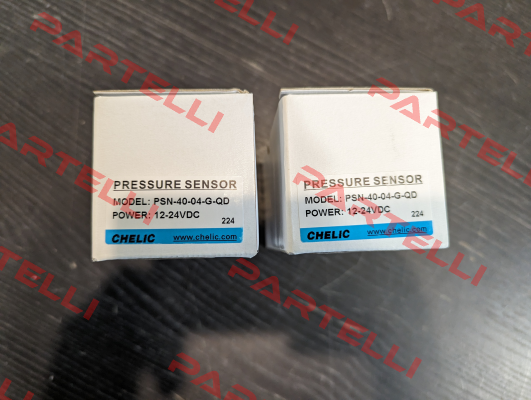 PRESSURE SENSOR
MODEL: PSN-40-04-G-QD
POWER: 12-24VDC
224
CHELIC www.chelic.com
PRESSURE SENSOR
MODEL: PSN-40-04-G-QD
POWER: 12-24VDC
224
CHELIC www.chelic.com
PARTELLI
PARTELLI
PARTELLI
PARTELLI
PARTELLI